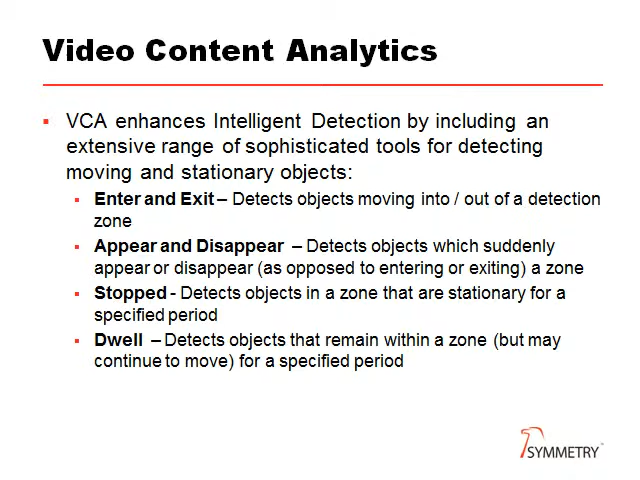 Video Content Analytics
VCA enhances Intelligent Detection by including an
extensive range of sophisticated tools for detecting
moving and stationary objects:
Enter and Exit – Detects objects moving into / out of a detection
zone
Appear and Disappear – Detects objects which suddenly
appear or disappear (as opposed to entering or exiting) a zone
Stopped - Detects objects in a zone that are stationary for a
specified period
Dwell – Detects objects that remain within a zone (but may
continue to move) for a specified period
SYMMETRY™